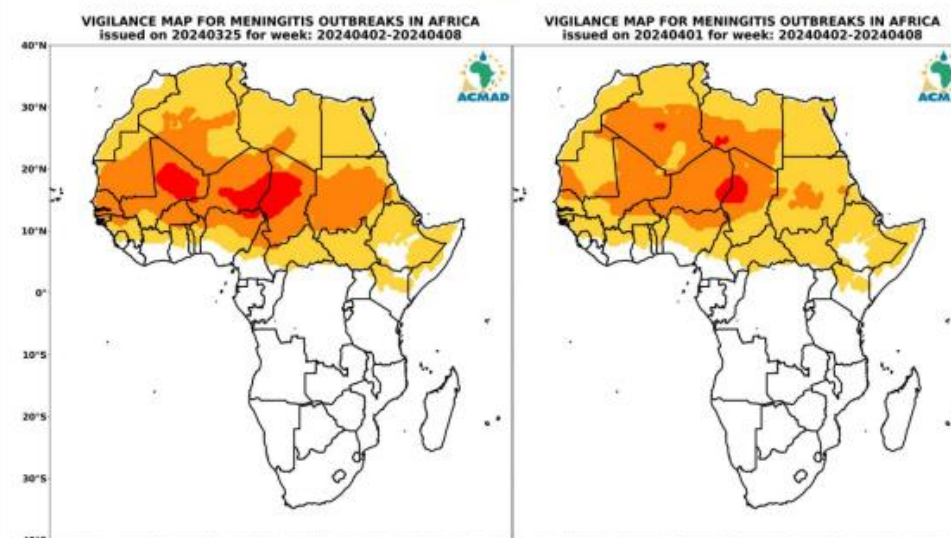 VIGILANCE MAP FOR MENINGITIS OUTBREAKS IN AFRICA
issued on 20240325 for week: 20240402-20240408
ACMAD
40°N
30°N
20°N
10°N
0°
10°S
20°S
30°S
VIGILANCE MAP FOR MENINGITIS OUTBREAKS IN AFRICA
issued on 20240401 for week: 20240402-20240408
ACMAD